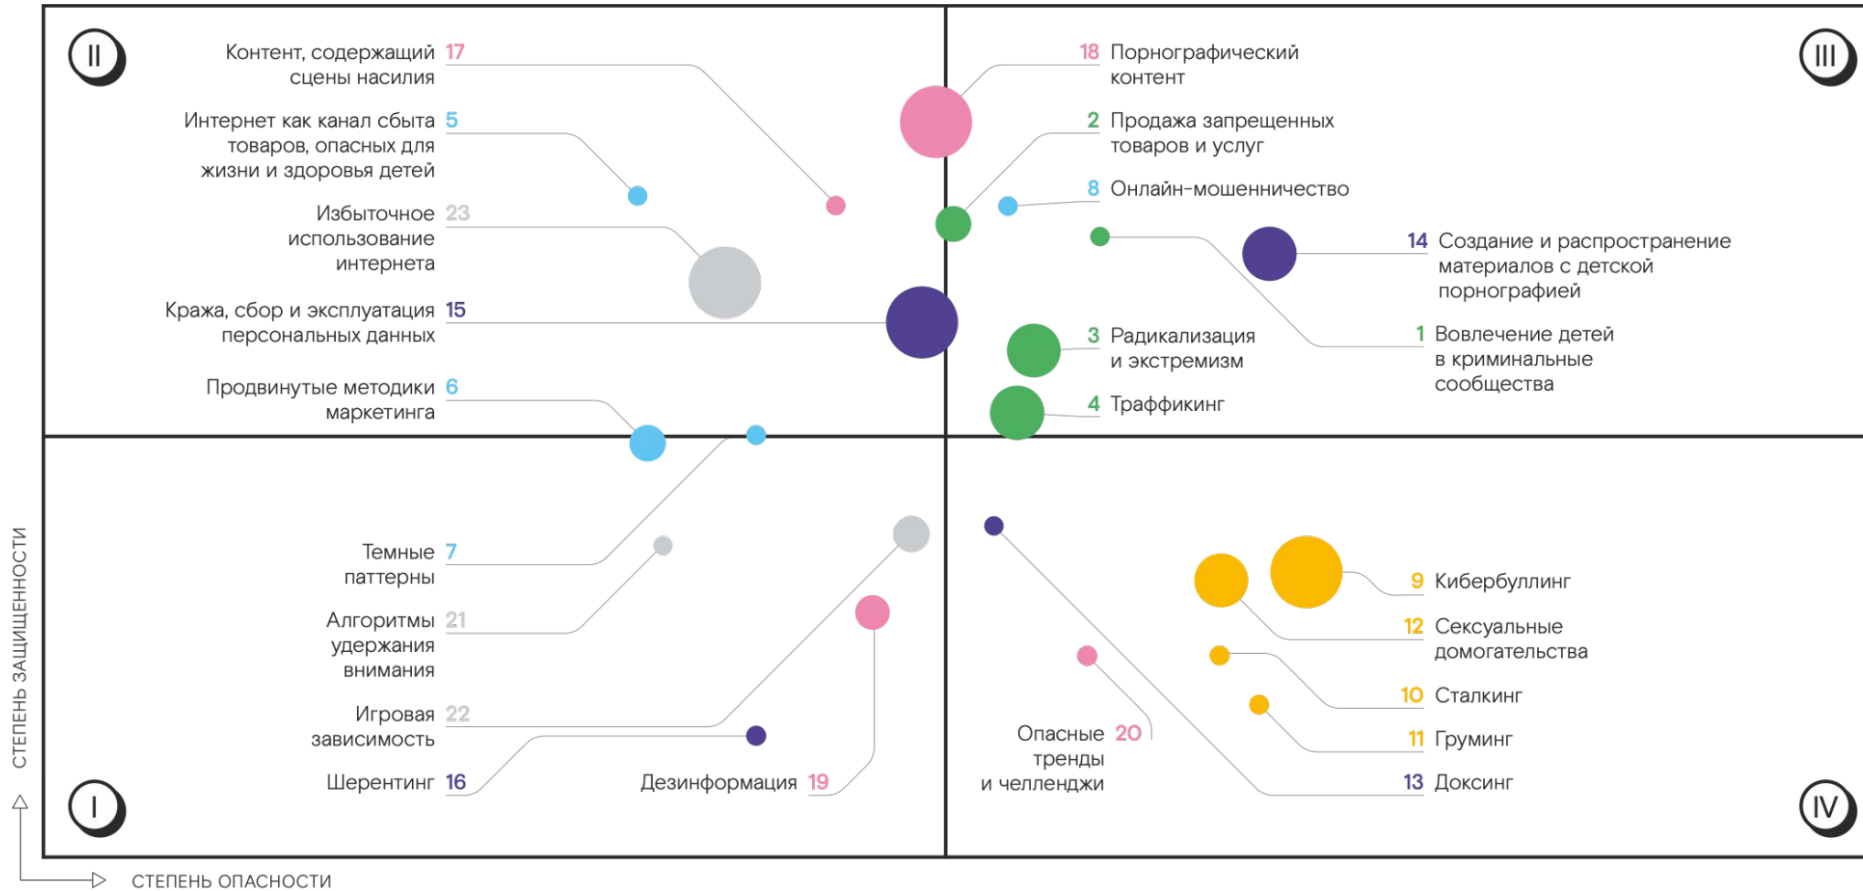 II
Контент, содержащий 17
сцены насилия
Интернет как канал сбыта 5
товаров, опасных для
жизни и здоровья детей
Избыточное 23
использование
интернета
Кража, сбор и эксплуатация 15
персональных данных
Продвинутые методики 6
маркетинга
III
18 Порнографический
контент
2 Продажа запрещенных
товаров и услуг
8 Онлайн-мошенничество
14 Создание и распространение
материалов с детской
порнографией
3 Радикализация
и экстремизм
1 Вовлечение детей
в криминальные
сообщества
4 Траффикинг
Темные 7
паттерны
Алгоритмы 21
удержания
внимания
Игровая 22
зависимость
Шерентинг 16
Дезинформация 19
I
9 Кибербуллинг
12 Сексуальные
домогательства
10 Сталкинг
11 Груминг
13 Доксинг
Опасные 20
тренды
и челленджи
IV
СТЕПЕНЬ ЗАЩИЩЕННОСТИ
СТЕПЕНЬ ОПАСНОСТИ